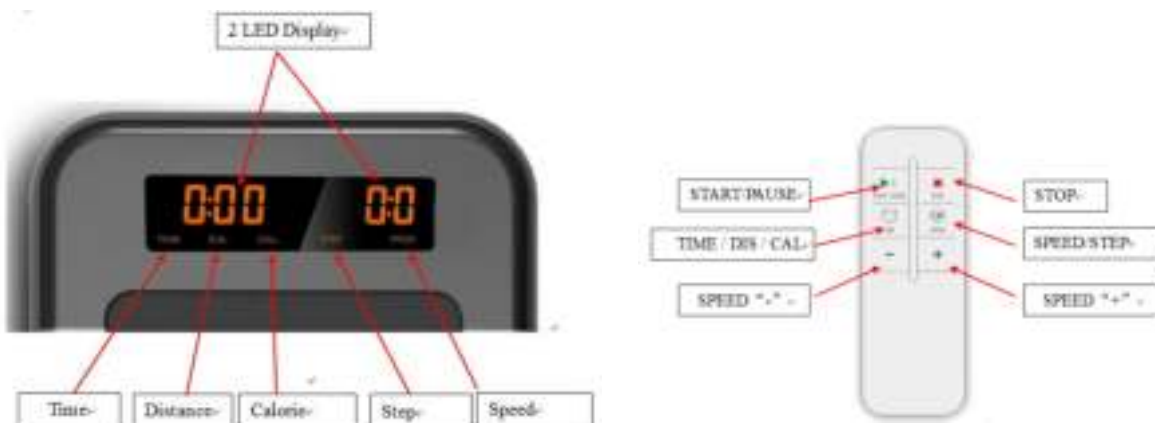 2 LED Display
0:00 0:0
START/PAUSE
STOP
TIME / DIS / CAL
SPEED/STEP
SPEED "-"
SPEED "+"
- +
Time
Distance
Calorie
Step
Speed